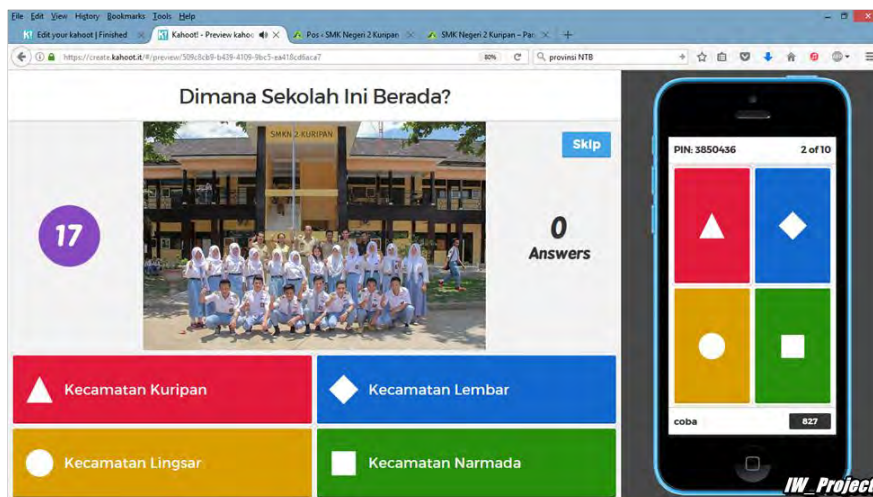 File Edit View History Bookmarks Tools Help
Edit your kahoot | Finished
Kahoot! - Preview kahoo
Pos ‹ SMK Negeri 2 Kuripan
SMK Negeri 2 Kuripan – Pa
https://create.kahoot.it/#/preview/509c8cb9-b429-4109-9bc5-ea418cd6aca7
80%
provinsi NTB
Dimana Sekolah Ini Berada?
SMKN 2 KURIPAN
Skip
17
0
Answers
Kecamatan Kuripan
Kecamatan Lembar
Kecamatan Lingsar
Kecamatan Narmada
PIN: 3850436
2 of 10
coba
827
IW_Project